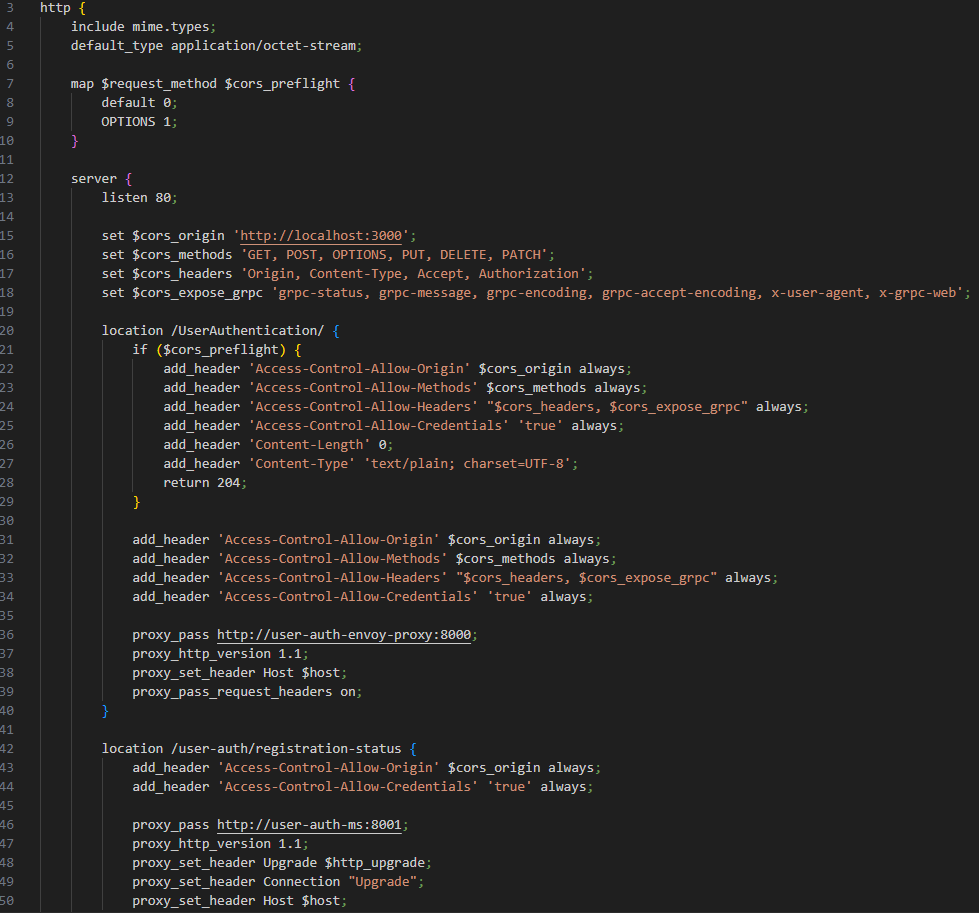 3 http {
4 include mime.types;
5 default_type application/octet-stream;
6
7 map $request_method $cors_preflight {
8 default 0;
9 OPTIONS 1;
10 }
11
12 server {
13 listen 80;
14
15 set $cors_origin 'http://localhost:3000';
16 set $cors_methods 'GET, POST, OPTIONS, PUT, DELETE, PATCH';
17 set $cors_headers 'Origin, Content-Type, Accept, Authorization';
18 set $cors_expose_grpc 'grpc-status, grpc-message, grpc-encoding, grpc-accept-encoding, x-user-agent, x-grpc-web';
19
20 location /UserAuthentication/ {
21 if ($cors_preflight) {
22 add_header 'Access-Control-Allow-Origin' $cors_origin always;
23 add_header 'Access-Control-Allow-Methods' $cors_methods always;
24 add_header 'Access-Control-Allow-Headers' "$cors_headers, $cors_expose_grpc" always;
25 add_header 'Access-Control-Allow-Credentials' 'true' always;
26 add_header 'Content-Length' 0;
27 add_header 'Content-Type' 'text/plain; charset=UTF-8';
28 return 204;
29 }
30
31 add_header 'Access-Control-Allow-Origin' $cors_origin always;
32 add_header 'Access-Control-Allow-Methods' $cors_methods always;
33 add_header 'Access-Control-Allow-Headers' "$cors_headers, $cors_expose_grpc" always;
34 add_header 'Access-Control-Allow-Credentials' 'true' always;
35
36 proxy_pass http://user-auth-envoy-proxy:8000;
37 proxy_http_version 1.1;
38 proxy_set_header Host $host;
39 proxy_pass_request_headers on;
40 }
41
42 location /user-auth/registration-status {
43 add_header 'Access-Control-Allow-Origin' $cors_origin always;
44 add_header 'Access-Control-Allow-Credentials' 'true' always;
45
46 proxy_pass http://user-auth-ms:8001;
47 proxy_http_version 1.1;
48 proxy_set_header Upgrade $http_upgrade;
49 proxy_set_header Connection "Upgrade";
50 proxy_set_header Host $host;